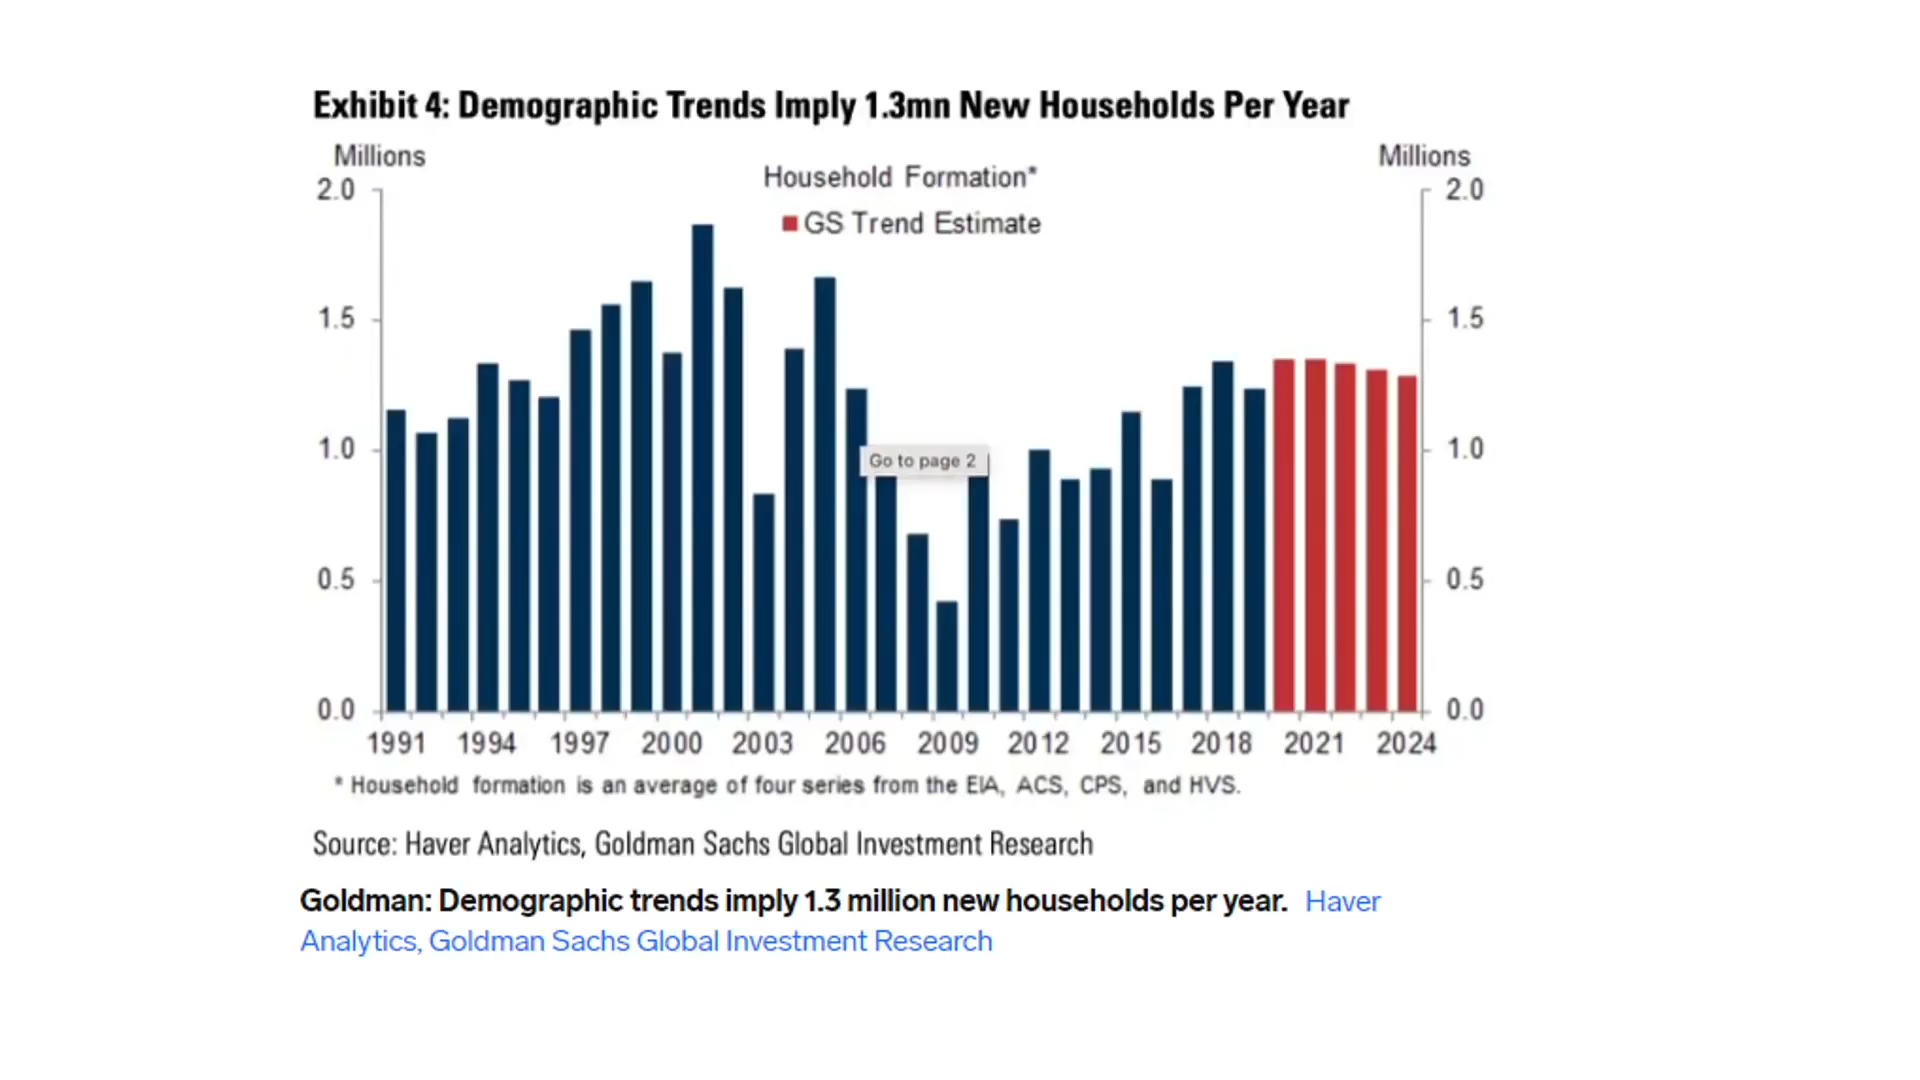 Exhibit 4: Demographic Trends Imply 1.3mn New Households Per Year
Millions
Millions
Household Formation*
GS Trend Estimate
2.0
2.0
1.5
1.5
1.0
1.0
Go to page 2
0.5
0.5
0.0
0.0
1991 1994 1997 2000 2003 2006 2009 2012 2015 2018 2021 2024
* Household formation is an average of four series from the EIA, ACS, CPS, and HVS.
Source: Haver Analytics, Goldman Sachs Global Investment Research
Goldman: Demographic trends imply 1.3 million new households per year. Haver
Analytics, Goldman Sachs Global Investment Research